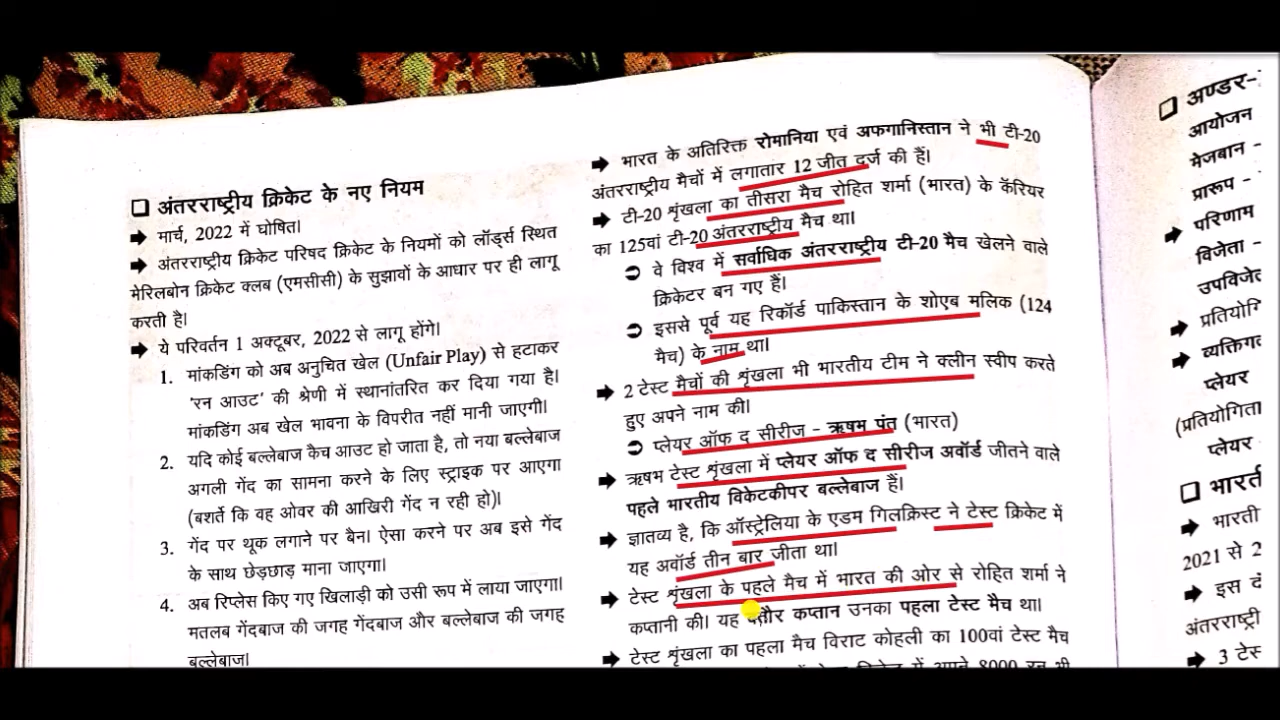 ❑ अंतरराष्ट्रीय क्रिकेट के नए नियम
➡ मार्च, 2022 में घोषित।
➡ अंतरराष्ट्रीय क्रिकेट परिषद क्रिकेट के नियमों को लॉर्ड्स स्थित
मेरिलबोन क्रिकेट क्लब (एमसीसी) के सुझावों के आधार पर ही लागू
करती है।
➡ ये परिवर्तन 1 अक्टूबर, 2022 से लागू होंगे।
1. मांकडिंग को अब अनुचित खेल (Unfair Play) से हटाकर
'रन आउट' की श्रेणी में स्थानांतरित कर दिया गया है।
मांकडिंग अब खेल भावना के विपरीत नहीं मानी जाएगी।
2. यदि कोई बल्लेबाज कैच आउट हो जाता है, तो नया बल्लेबाज
अगली गेंद का सामना करने के लिए स्ट्राइक पर आएगा
(बशर्ते कि वह ओवर की आखिरी गेंद न रही हो)।
3. गेंद पर थूक लगाने पर बैन। ऐसा करने पर अब इसे गेंद
के साथ छेड़छाड़ माना जाएगा।
4. अब रिप्लेस किए गए खिलाड़ी को उसी रूप में लाया जाएगा।
मतलब गेंदबाज की जगह गेंदबाज और बल्लेबाज की जगह
बल्लेबाज।
➡ भारत के अतिरिक्त रोमानिया एवं अफगानिस्तान ने भी टी-20
अंतरराष्ट्रीय मैचों में लगातार 12 जीत दर्ज की हैं।
➡ टी-20 शृंखला का तीसरा मैच रोहित शर्मा (भारत) के कॅरियर
का 125वां टी-20 अंतरराष्ट्रीय मैच था।
➲ वे विश्व में सर्वाधिक अंतरराष्ट्रीय टी-20 मैच खेलने वाले
क्रिकेटर बन गए हैं।
➲ इससे पूर्व यह रिकॉर्ड पाकिस्तान के शोएब मलिक (124
मैच) के नाम था।
➡ 2 टेस्ट मैचों की शृंखला भी भारतीय टीम ने क्लीन स्वीप करते
हुए अपने नाम की।
➲ प्लेयर ऑफ द सीरीज – ऋषभ पंत (भारत)
➡ ऋषभ टेस्ट शृंखला में प्लेयर ऑफ द सीरीज अवॉर्ड जीतने वाले
पहले भारतीय विकेटकीपर बल्लेबाज हैं।
➡ ज्ञातव्य है, कि ऑस्ट्रेलिया के एडम गिलक्रिस्ट ने टेस्ट क्रिकेट में
यह अवॉर्ड तीन बार जीता था।
➡ टेस्ट शृंखला के पहले मैच में भारत की ओर से रोहित शर्मा ने
कप्तानी की। यह बतौर कप्तान उनका पहला टेस्ट मैच था।
➡ टेस्ट शृंखला का पहला मैच विराट कोहली का 100वां टेस्ट मैच
में अपने 8000 रन भी
❑ अण्डर-
आयोजन
मेजबान -
प्रारूप -
➡ परिणाम
विजेता -
उपविजे
➡ प्रतियोगि
➡ व्यक्तिग
प्लेयर
(प्रतियोगिता
प्लेयर
❑ भारत
➡ भारती
2021 से 2
➡ इस दं
अंतरराष्ट्री
➡ 3 टेस